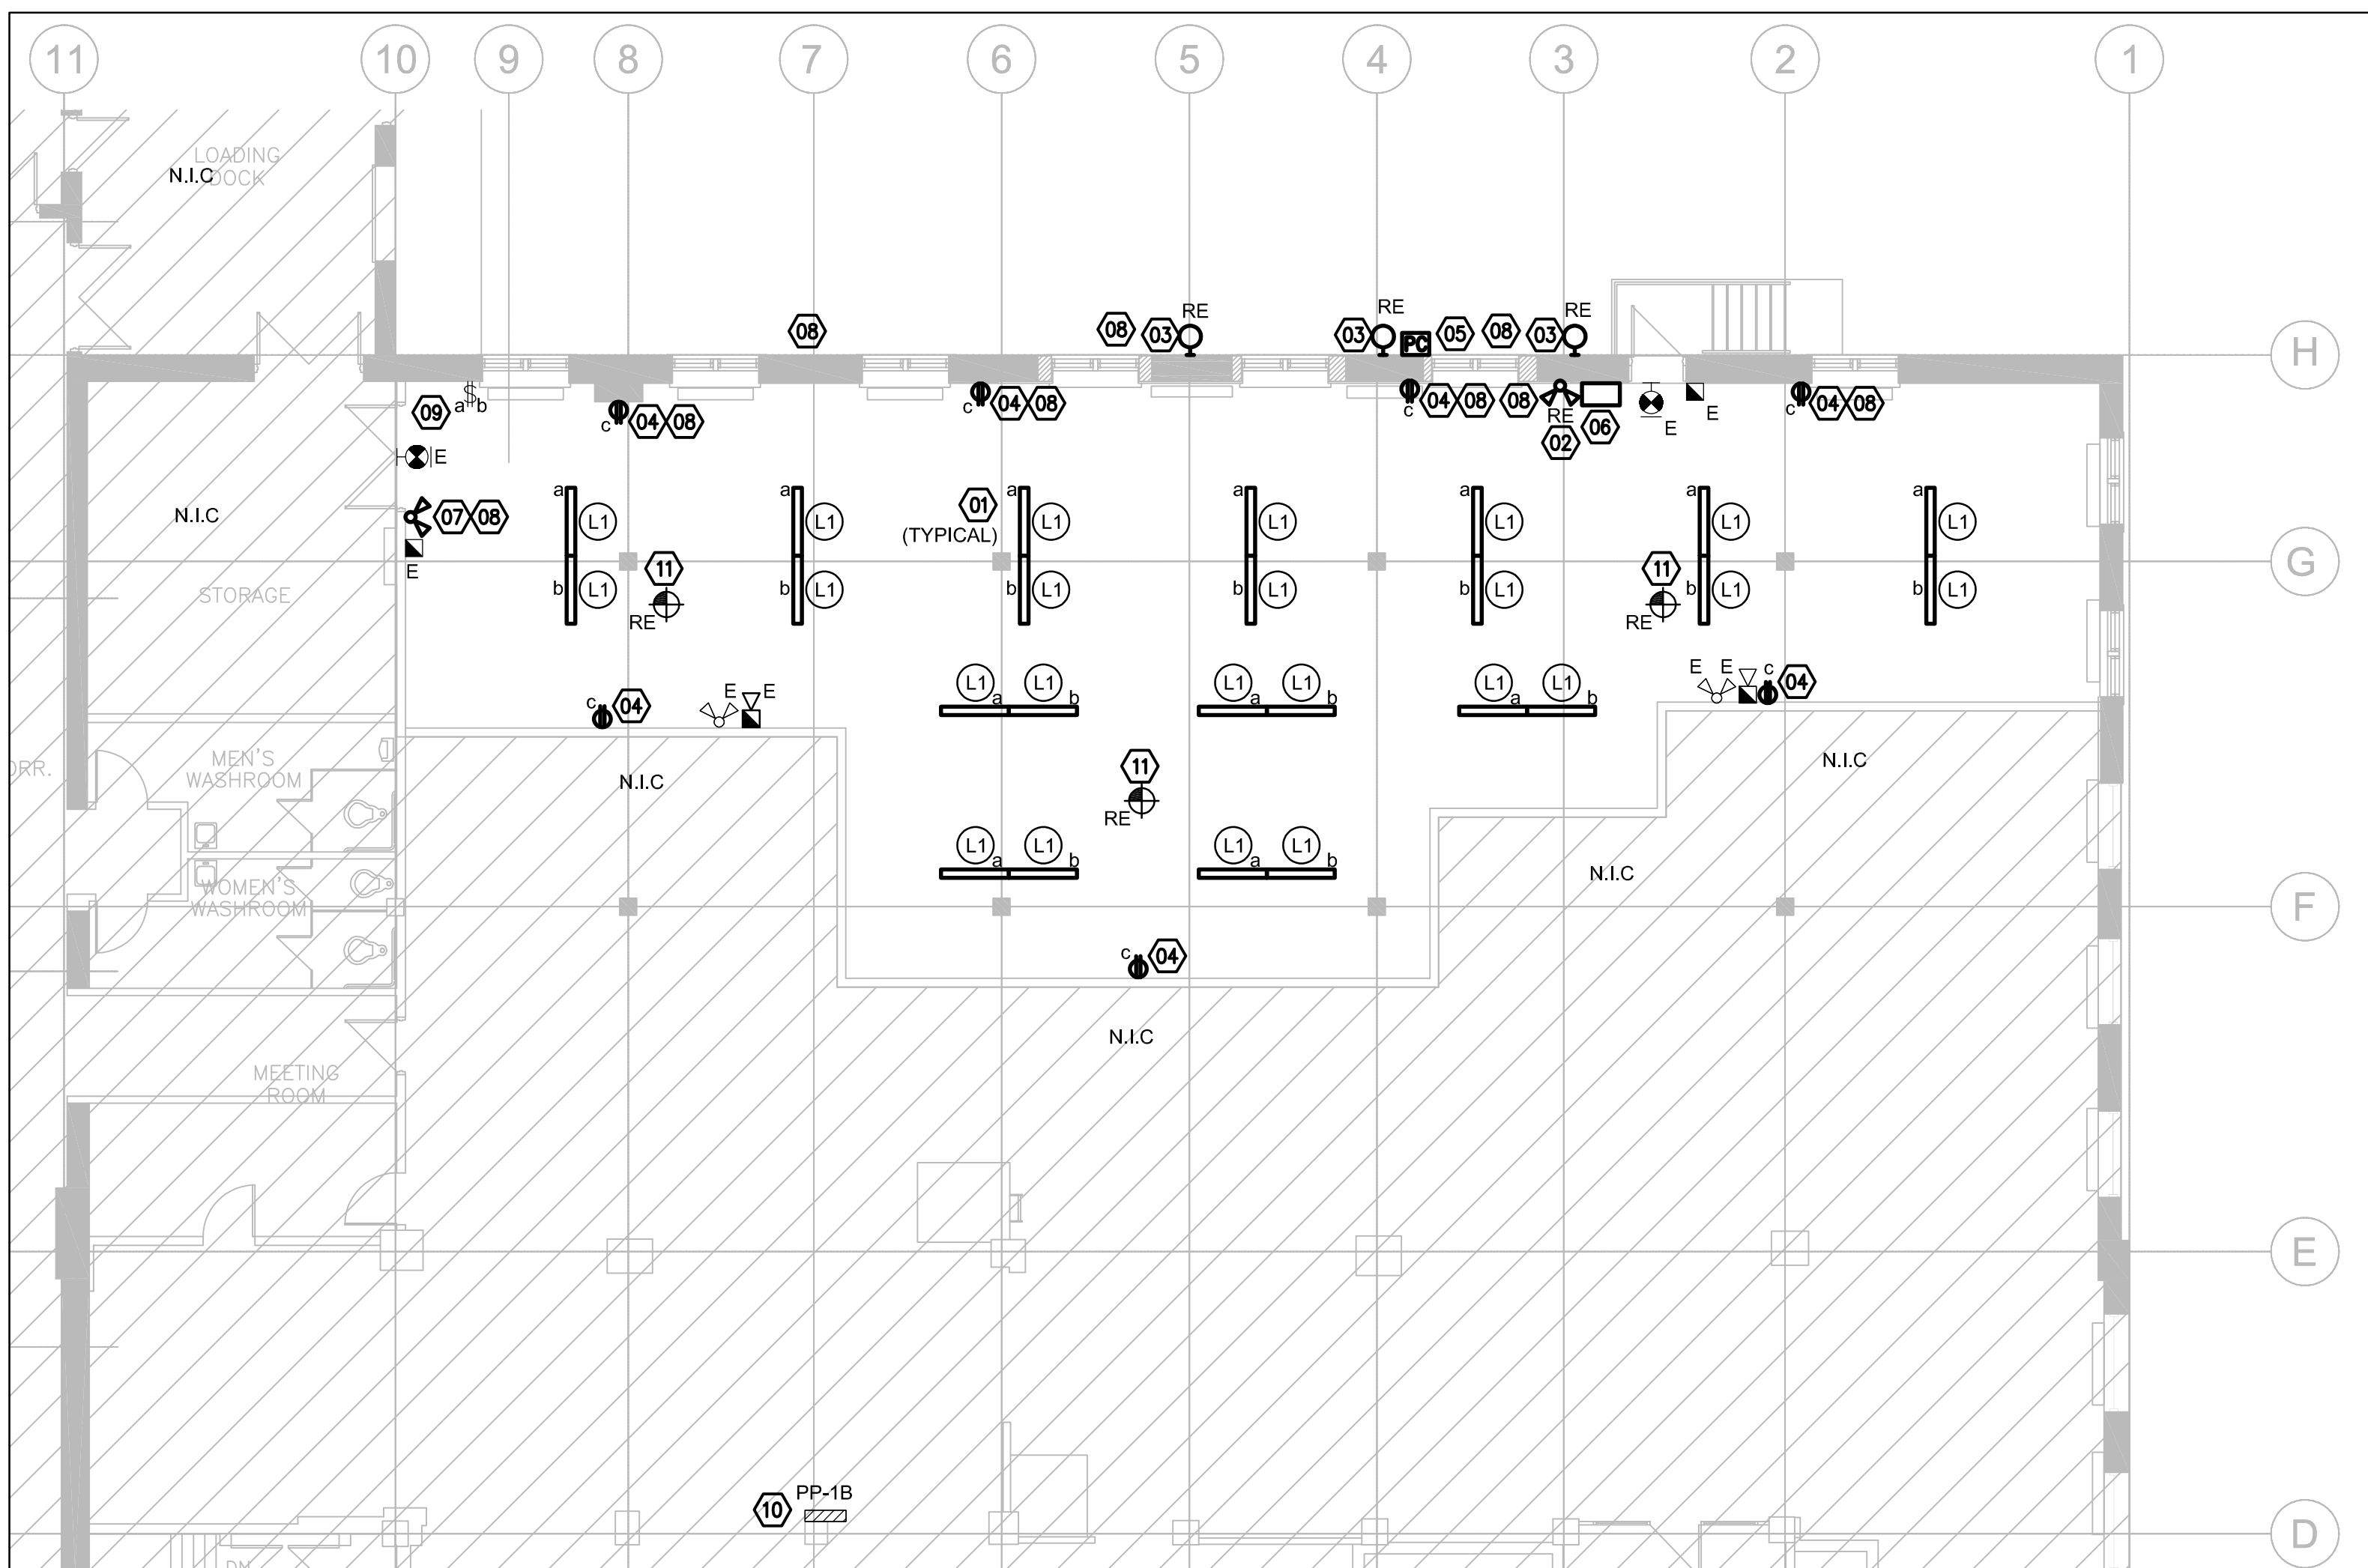 11 10 9 8 7 6 5 4 3 2 1
LOADING
DOCK
N.I.C
RE RE RE
08 08 03 03 PC 05 08 03
H
09 a $ b
c 04 08
c 04 08
c 04 08 08
RE
02
06
E
E
c 04 08
E
N.I.C
07 08
E
a L1 a L1 a L1 a L1 a L1 a L1 a L1
01
(TYPICAL)
G
b L1 b L1 b L1 b L1 b L1 b L1 b L1
11
RE
11
RE
STORAGE
L1 a L1 b L1 a L1 b L1 a L1 b
E E c 04
c 04
E E
MEN'S
WASHROOM
ORR.
N.I.C
N.I.C
11
RE
L1 a L1 b L1 a L1 b
N.I.C
WOMEN'S
WASHROOM
F
c 04
N.I.C
MEETING
ROOM
E
10 PP-1B
D
DN